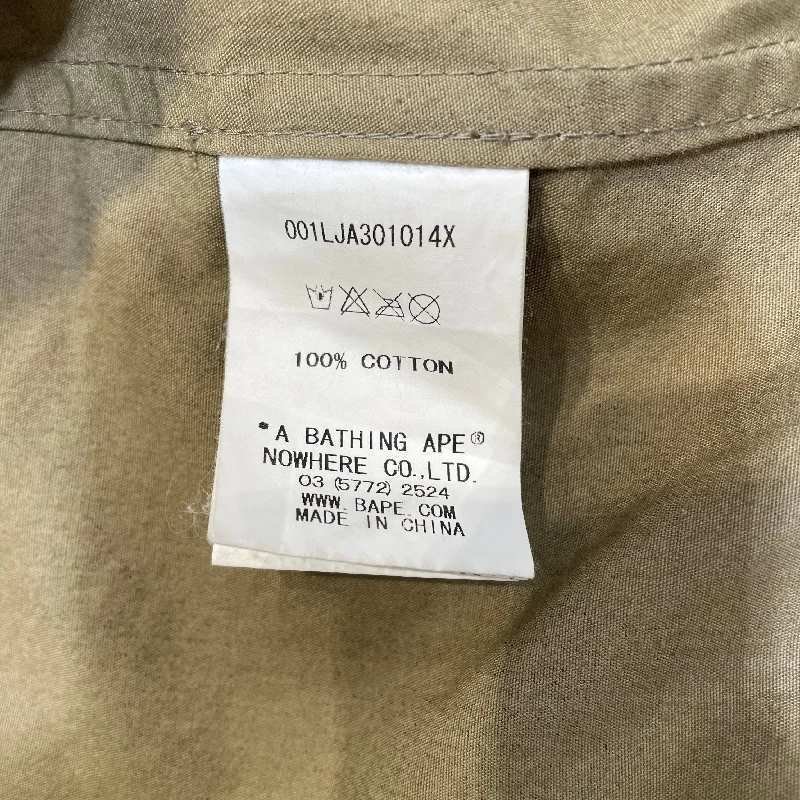 001LJA301014X
100% COTTON
*A BATHING APE®
NOWHERE CO.,LTD.
03 (5772) 2524
WWW. BAPE. COM
MADE IN CHINA